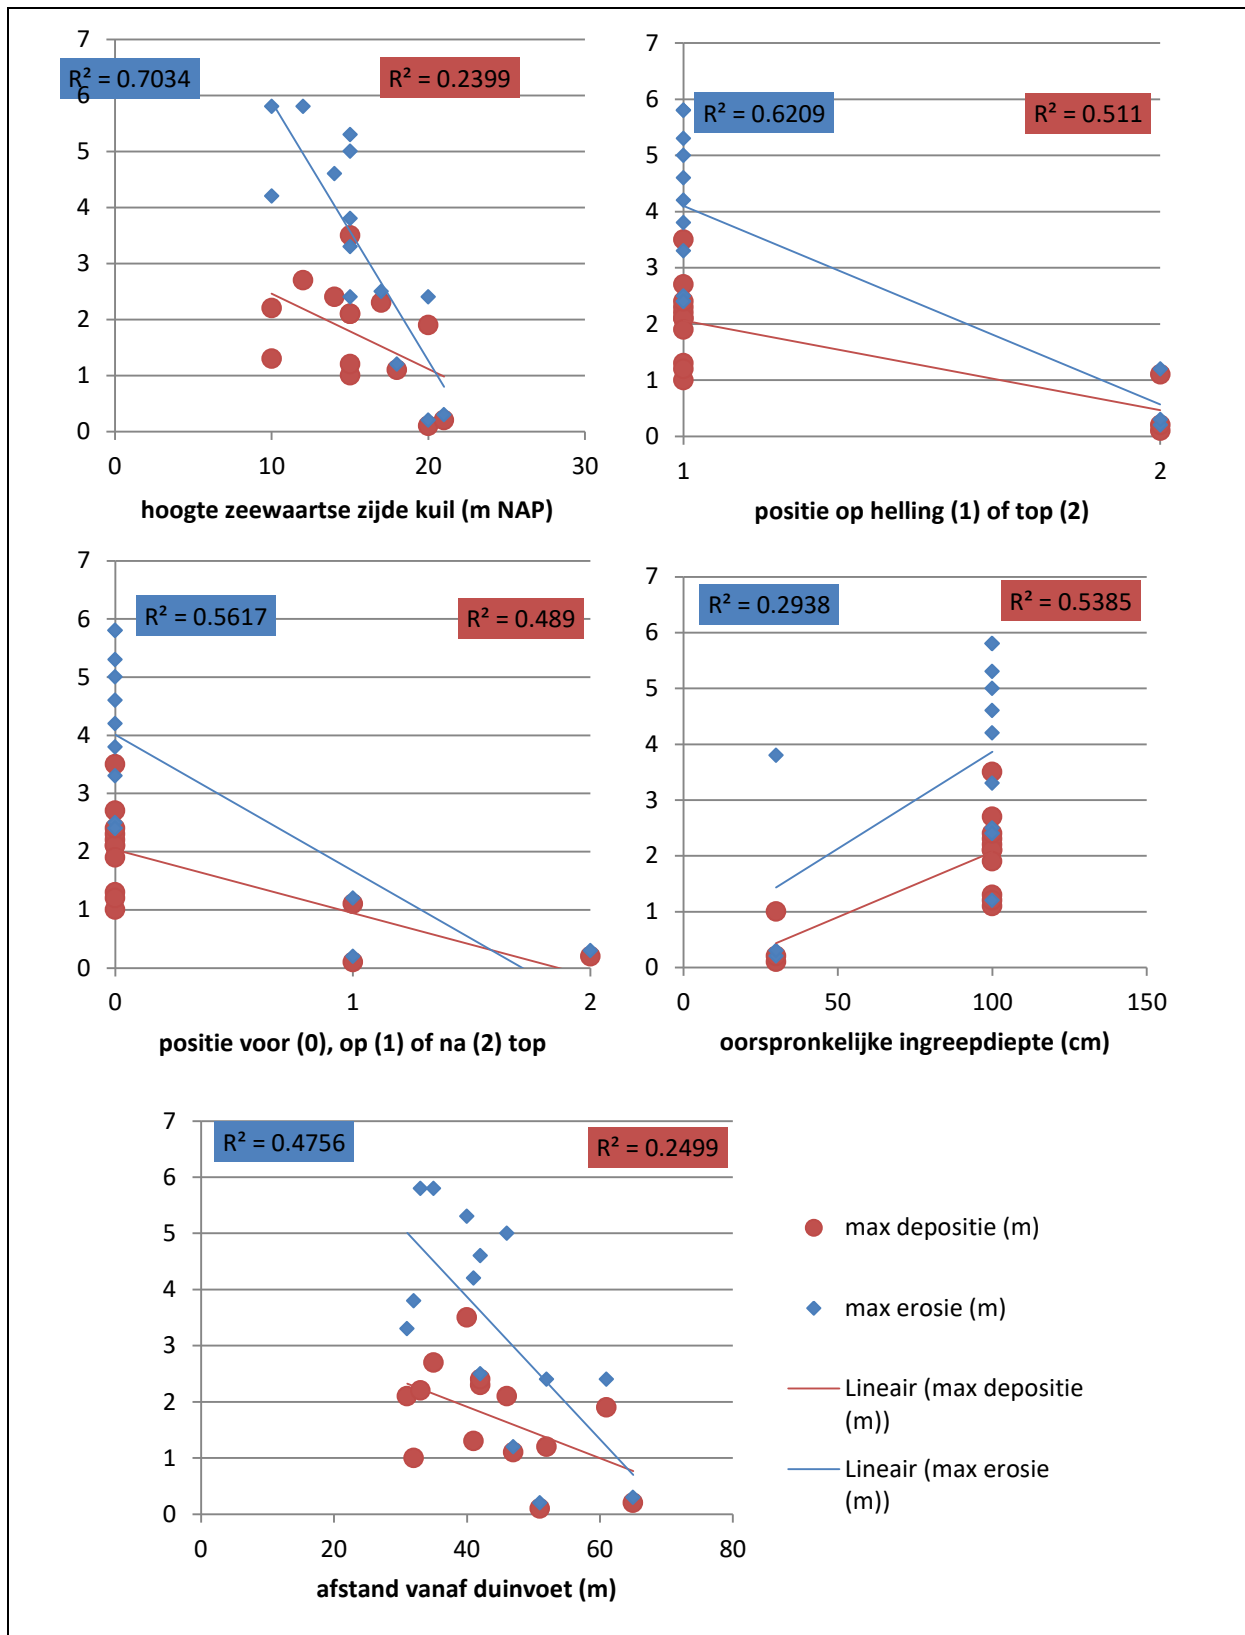 7
6
5
4
3
2
1
0
R² = 0.7034
R² = 0.2399
0
10
20
30
hoogte zeewaartse zijde kuil (m NAP)
7
6
5
4
3
2
1
0
R² = 0.6209
R² = 0.511
1
2
positie op helling (1) of top (2)
7
6
5
4
3
2
1
0
R² = 0.5617
R² = 0.489
0
1
2
positie voor (0), op (1) of na (2) top
7
6
5
4
3
2
1
0
R² = 0.2938
R² = 0.5385
0
50
100
150
oorspronkelijke ingreepdiepte (cm)
7
6
5
4
3
2
1
0
R² = 0.4756
R² = 0.2499
0
20
40
60
80
afstand vanaf duinvoet (m)
max depositie (m)
max erosie (m)
Lineair (max depositie
(m))
Lineair (max erosie
(m))